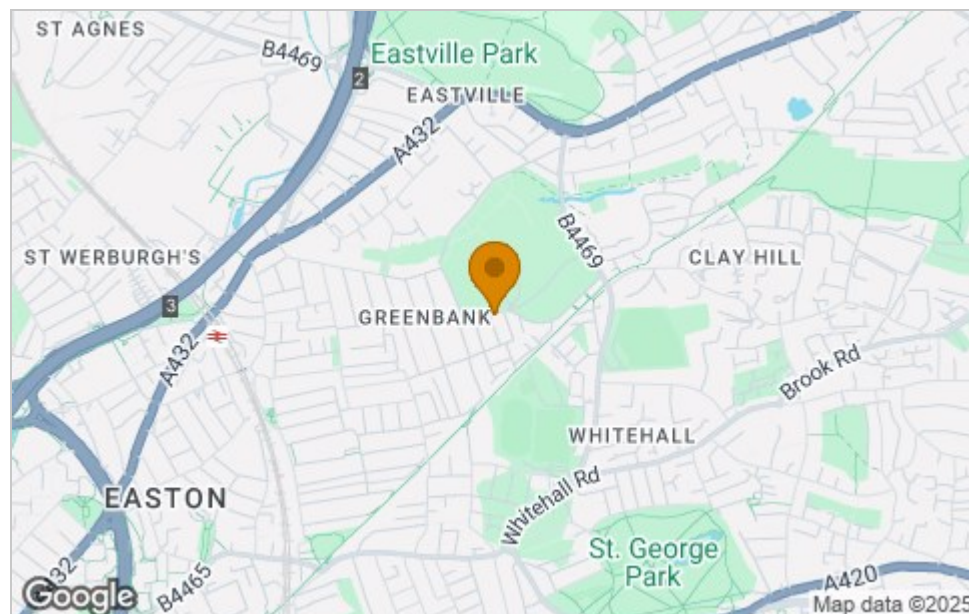 ST AGNES
B4469
2
Eastville Park
EASTVILLE
A432
B4469
ST WERBURGH'S
CLAY HILL
3
GREENBANK
A432
Brook Rd
WHITEHALL
EASTON
Whitehall Rd
St. George
Park
A432
B4465
A420
Google
Map data ©2025